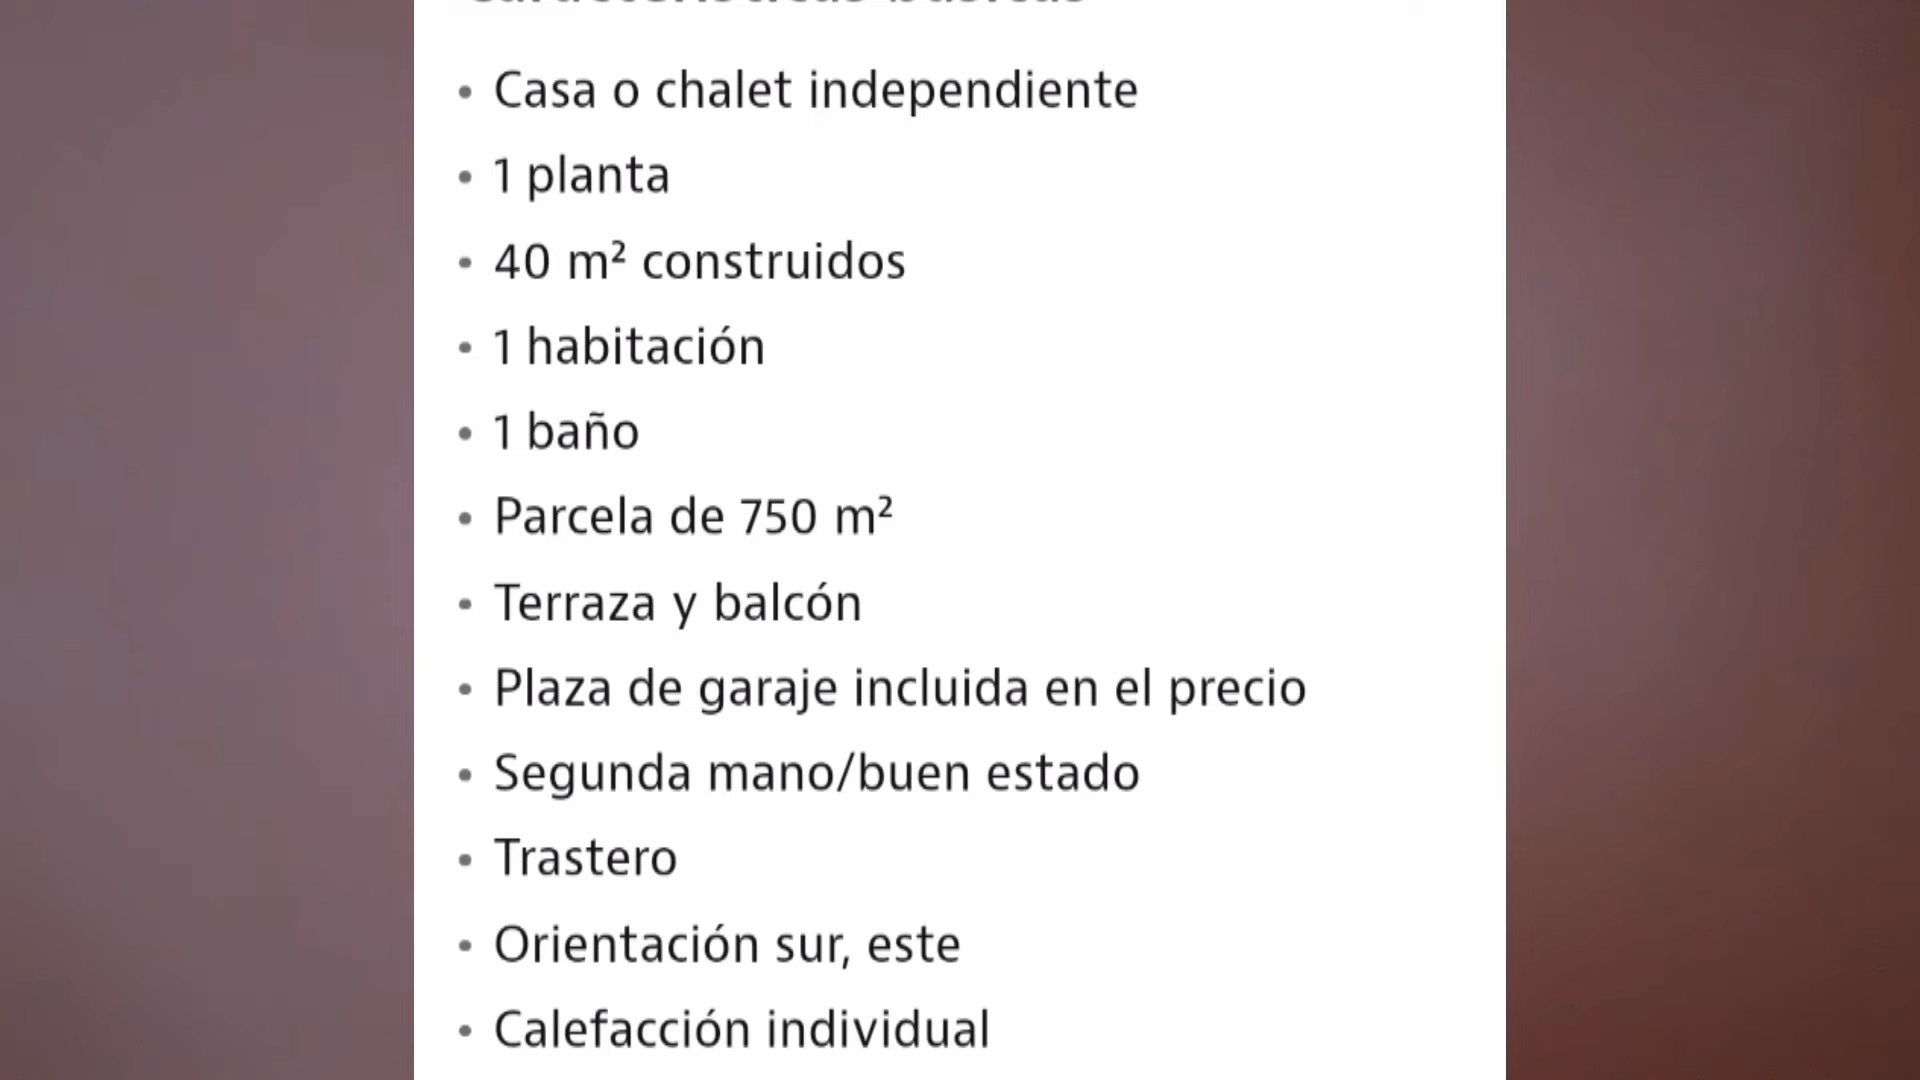 • Casa o chalet independiente
• 1 planta
• 40 m² construidos
• 1 habitación
• 1 baño
• Parcela de 750 m²
• Terraza y balcón
• Plaza de garaje incluida en el precio
• Segunda mano/buen estado
• Trastero
• Orientación sur, este
• Calefacción individual